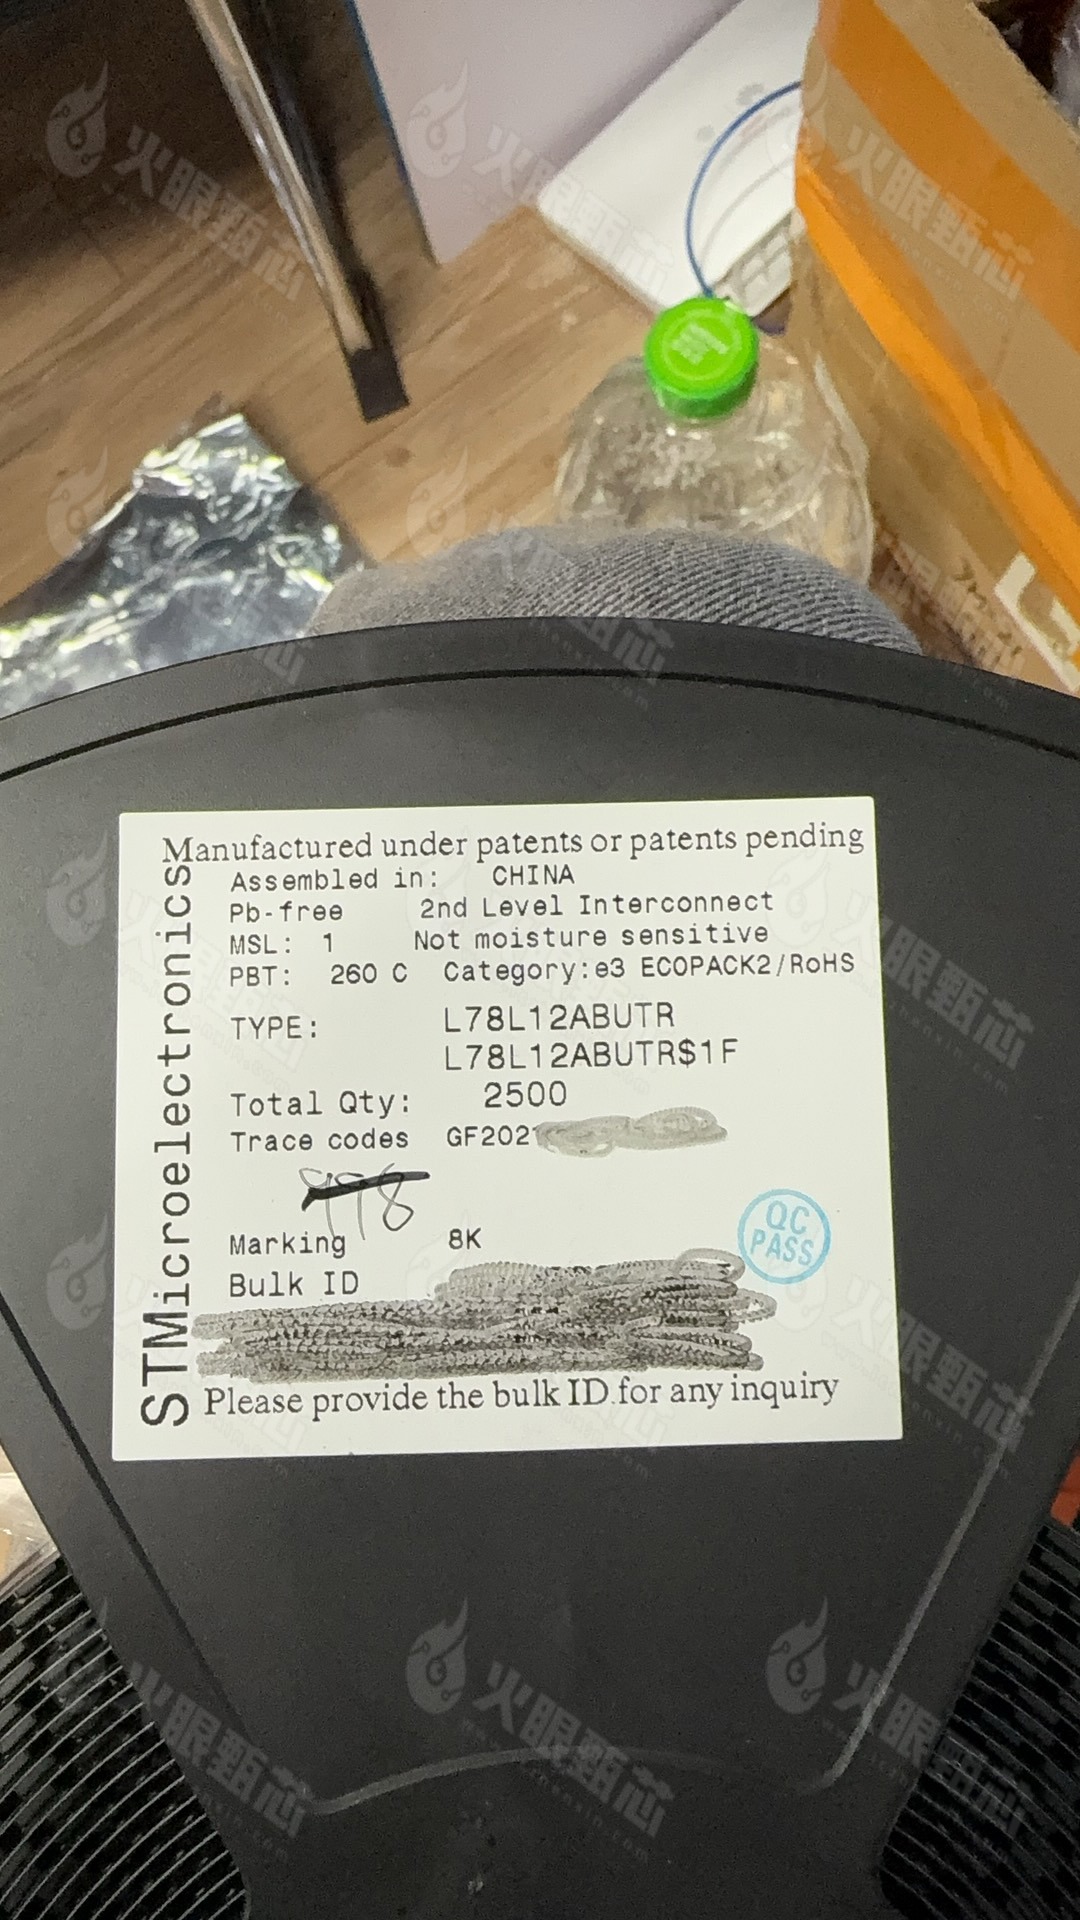 Manufactured under patents or patents pending
STMicroelectronics
Assembled in: CHINA
Pb-free 2nd Level Interconnect
MSL: 1 Not moisture sensitive
PBT: 260 C Category:e3 ECOPACK2/RoHS
TYPE: L78L12ABUTR
L78L12ABUTR$1F
Total Qty: 2500
Trace codes GF202
998
Marking 8K
QC
PASS
Bulk ID
Please provide the bulk ID for any inquiry
火眼甄芯